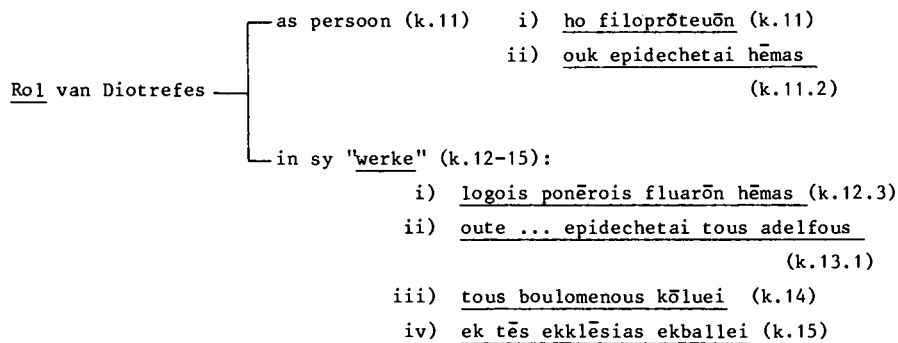 as persoon (k.11) i) ho filoprōteuōn (k.11)
ii) ouk epidechetai hēmas
(k.11.2)
Rol van Diotrefes
in sy "werke" (k.12-15):
i) logois ponērois fluarōn hēmas (k.12.3)
ii) oute ... epidechetai tous adelfous
(k.13.1)
iii) tous boulomenous kōluei (k.14)
iv) ek tēs ekklēsias ekballei (k.15)